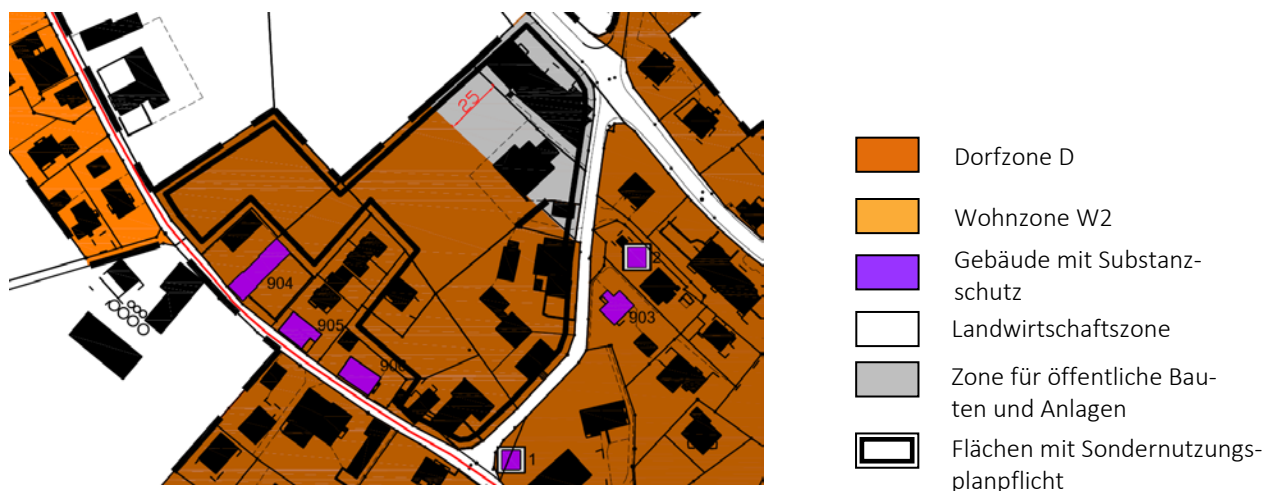 25
904
905
906
2
903
1
Dorfzone D
Wohnzone W2
Gebäude mit Substanz-
schutz
Landwirtschaftszone
Zone für öffentliche Bau-
ten und Anlagen
Flächen mit Sondernutzungs-
planpflicht